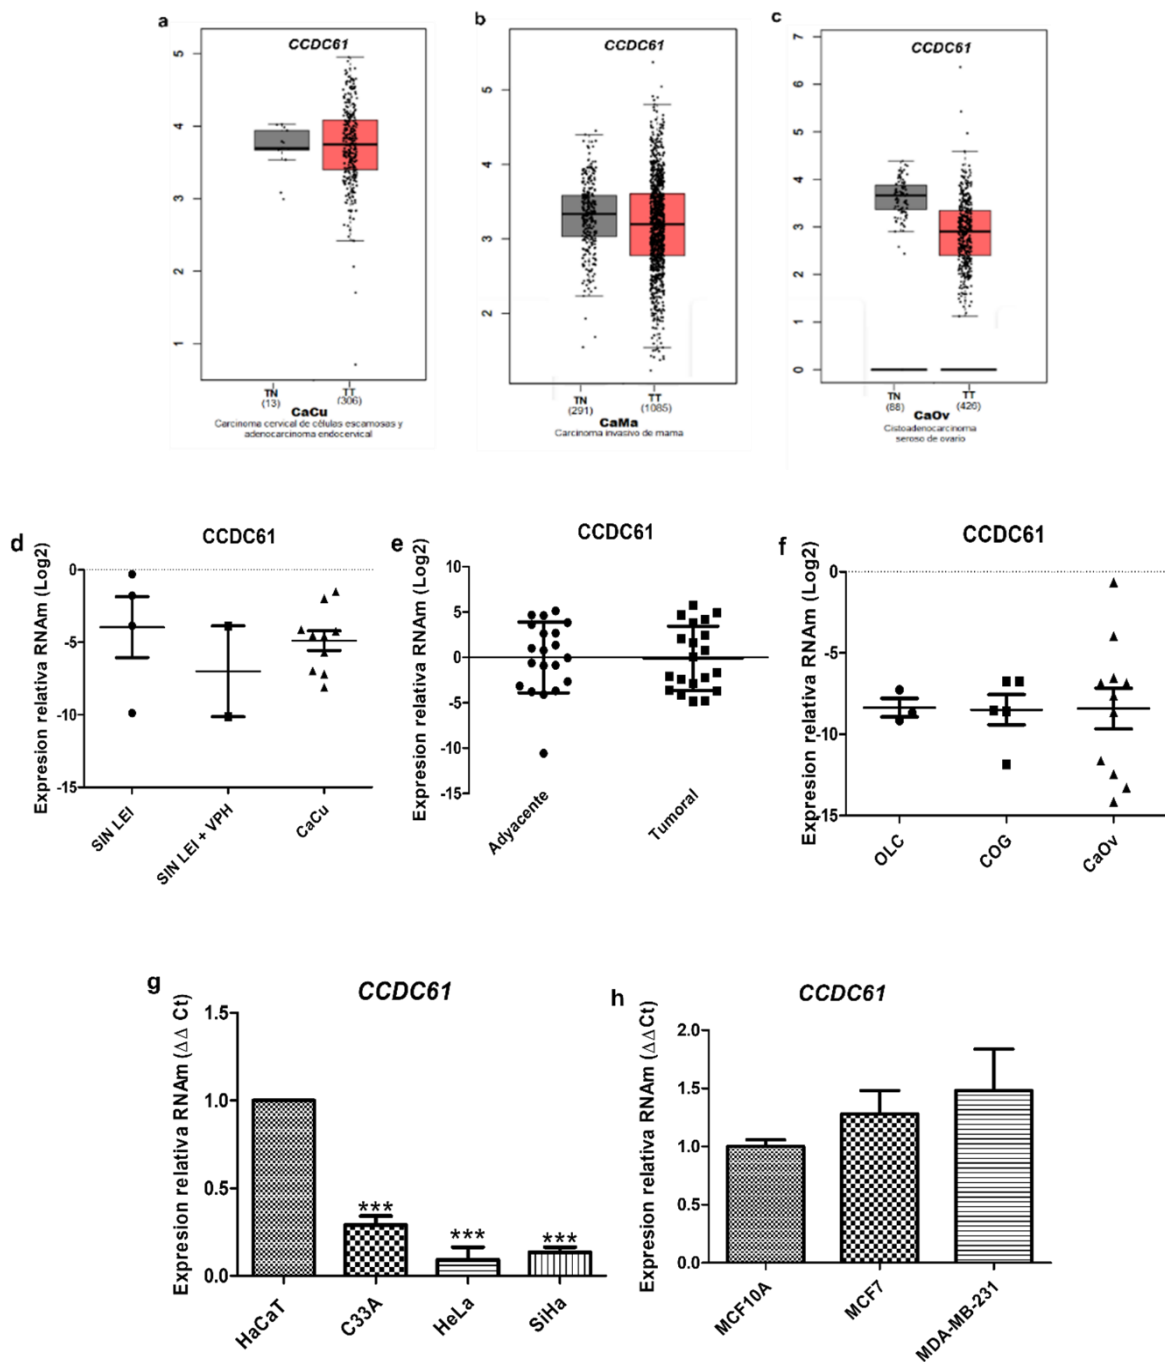 a
CCDC61
5
4
3
2
1
TN
(13)
TT
(306)
CaCu
Carcinoma cervical de células escamosas y
adenocarcinoma endocervical
b
CCDC61
5
4
3
2
TN
(291)
TT
(1085)
CaMa
Carcinoma invasivo de mama
c
CCDC61
7
6
5
4
3
2
1
0
TN
(88)
TT
(426)
CaOv
Cistoadenocarcinoma
seroso de ovario
d
CCDC61
Expresion relativa RNAm (Log2)
0
-5
-10
-15
SIN LEI
SIN LEI + VPH
CaCu
e
CCDC61
Expresion relativa RNAm (Log2)
10
5
0
-5
-10
-15
Adyacente
Tumoral
f
CCDC61
Expresion relativa RNAm (Log2)
0
-5
-10
-15
OLC
COG
CaOv
g
CCDC61
Expresion relativa RNAm (ΔΔ Ct)
1.5
1.0
0.5
0.0
***
***
***
HaCaT
C33A
HeLa
SiHa
h
CCDC61
Expresion relativa RNAm (ΔΔCt)
2.0
1.5
1.0
0.5
0.0
MCF10A
MCF7
MDA-MB-231